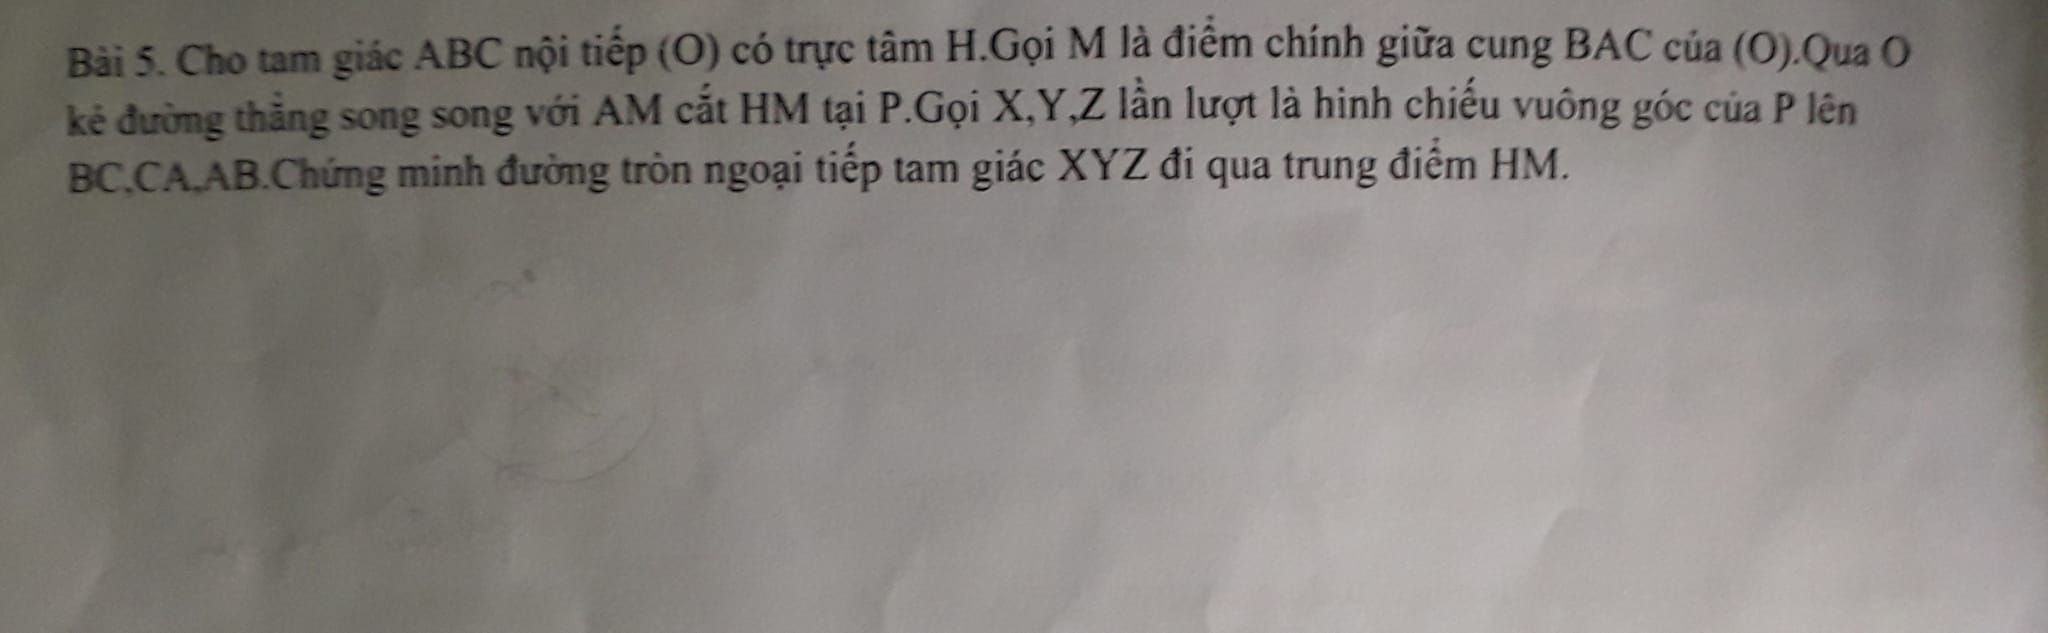 Bài 5. Cho tam giác ABC nội tiếp (O) có trực tâm H.Gọi M là điểm chính giữa cung BAC của (O).Qua O
kẻ đường thẳng song song với AM cắt HM tại P.Gọi X,Y,Z lần lượt là hình chiếu vuông góc của P lên
BC,CA,AB.Chứng minh đường tròn ngoại tiếp tam giác XYZ đi qua trung điểm HM.